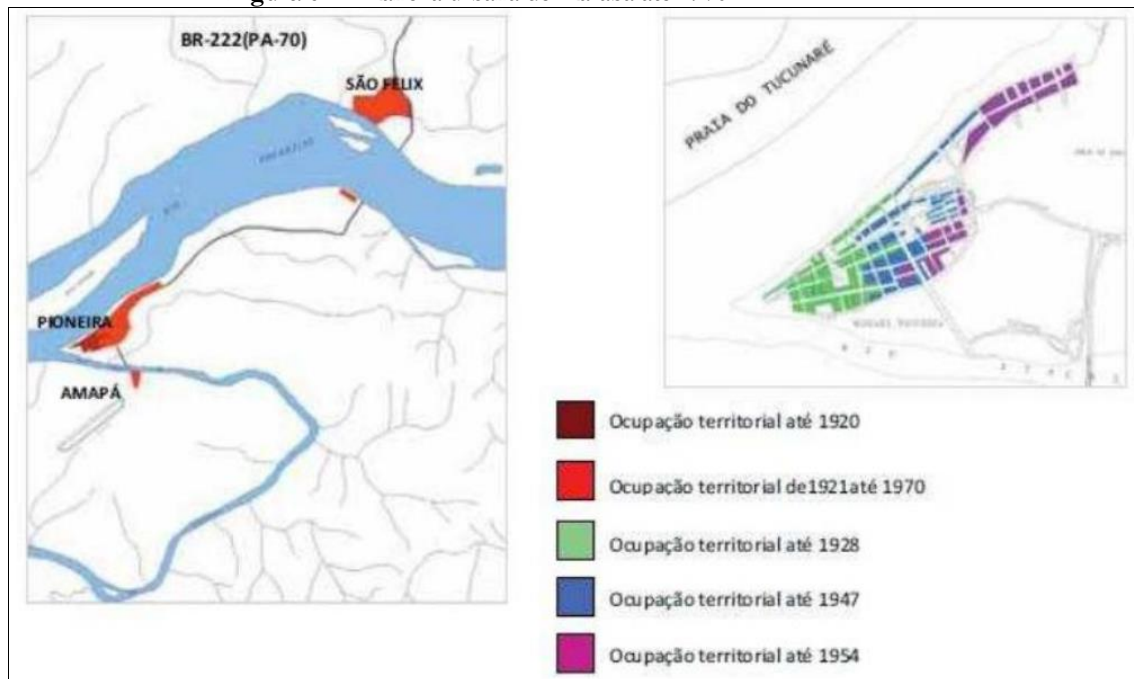 BR-222(PA-70)
SÃO FELIX
PIONEIRA
AMAPÁ
PRAIA DO TUCUNARÉ
Ocupação territorial até 1920
Ocupação territorial de1921até 1970
Ocupação territorial até 1928
Ocupação territorial até 1947
Ocupação territorial até 1954